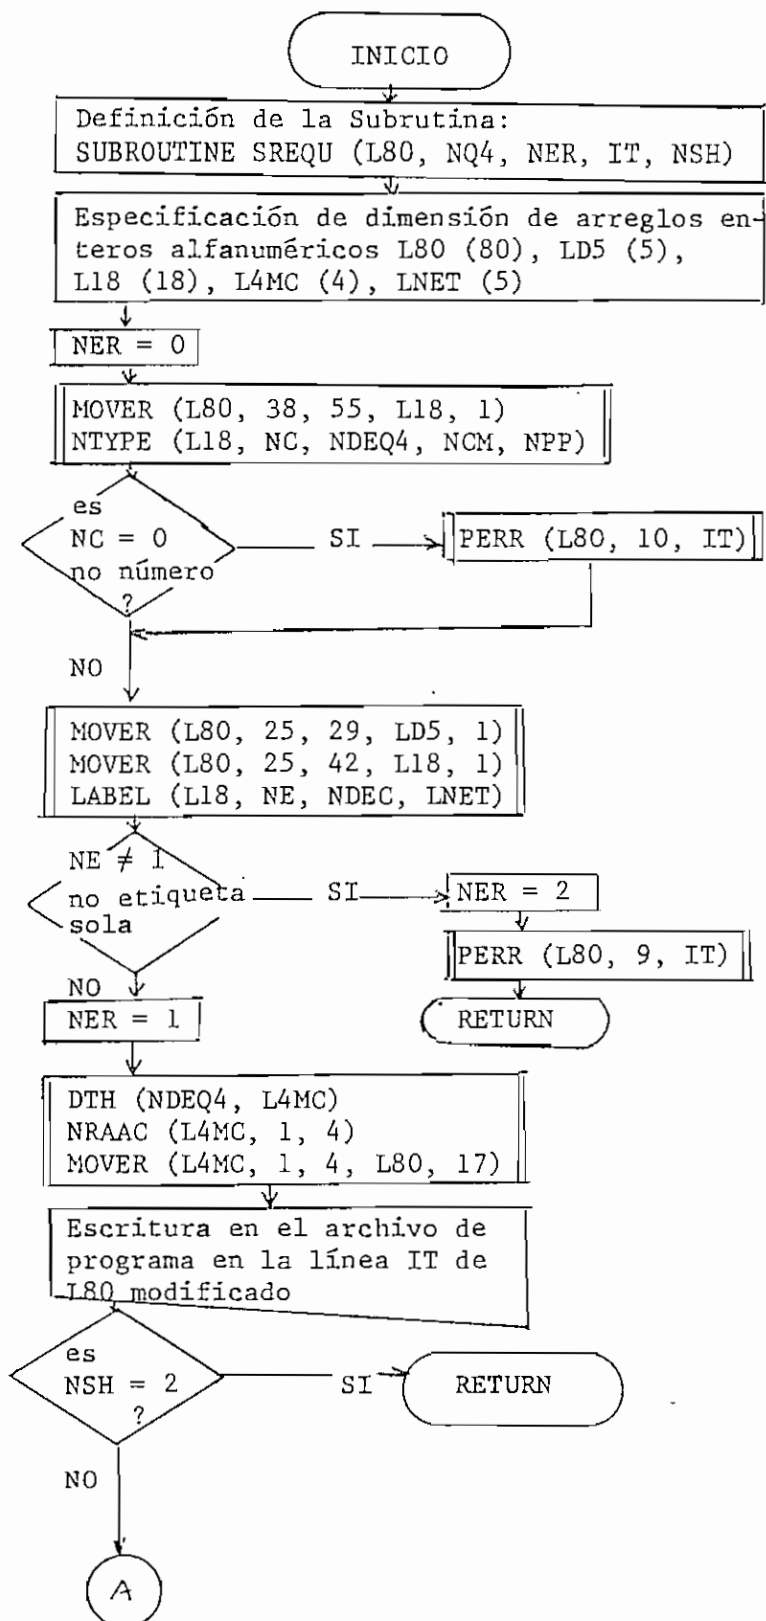 INICIO
Definición de la Subrutina:
SUBROUTINE SREQU (L80, NQ4, NER, IT, NSH)
Especificación de dimensión de arreglos en-
teros alfanuméricos L80 (80), LD5 (5),
L18 (18), L4MC (4), LNET (5)
NER = 0
MOVER (L80, 38, 55, L18, 1)
NTYPE (L18, NC, NDEQ4, NCM, NPP)
es
NC = 0
no número
?
SI
PERR (L80, 10, IT)
NO
MOVER (L80, 25, 29, LD5, 1)
MOVER (L80, 25, 42, L18, 1)
LABEL (L18, NE, NDEC, LNET)
NE ≠ 1
no etiqueta
sola
SI
NER = 2
PERR (L80, 9, IT)
RETURN
NO
NER = 1
DTH (NDEQ4, L4MC)
NRAAC (L4MC, 1, 4)
MOVER (L4MC, 1, 4, L80, 17)
Escritura en el archivo de
programa en la línea IT de
L80 modificado
es
NSH = 2
?
SI
RETURN
NO
A